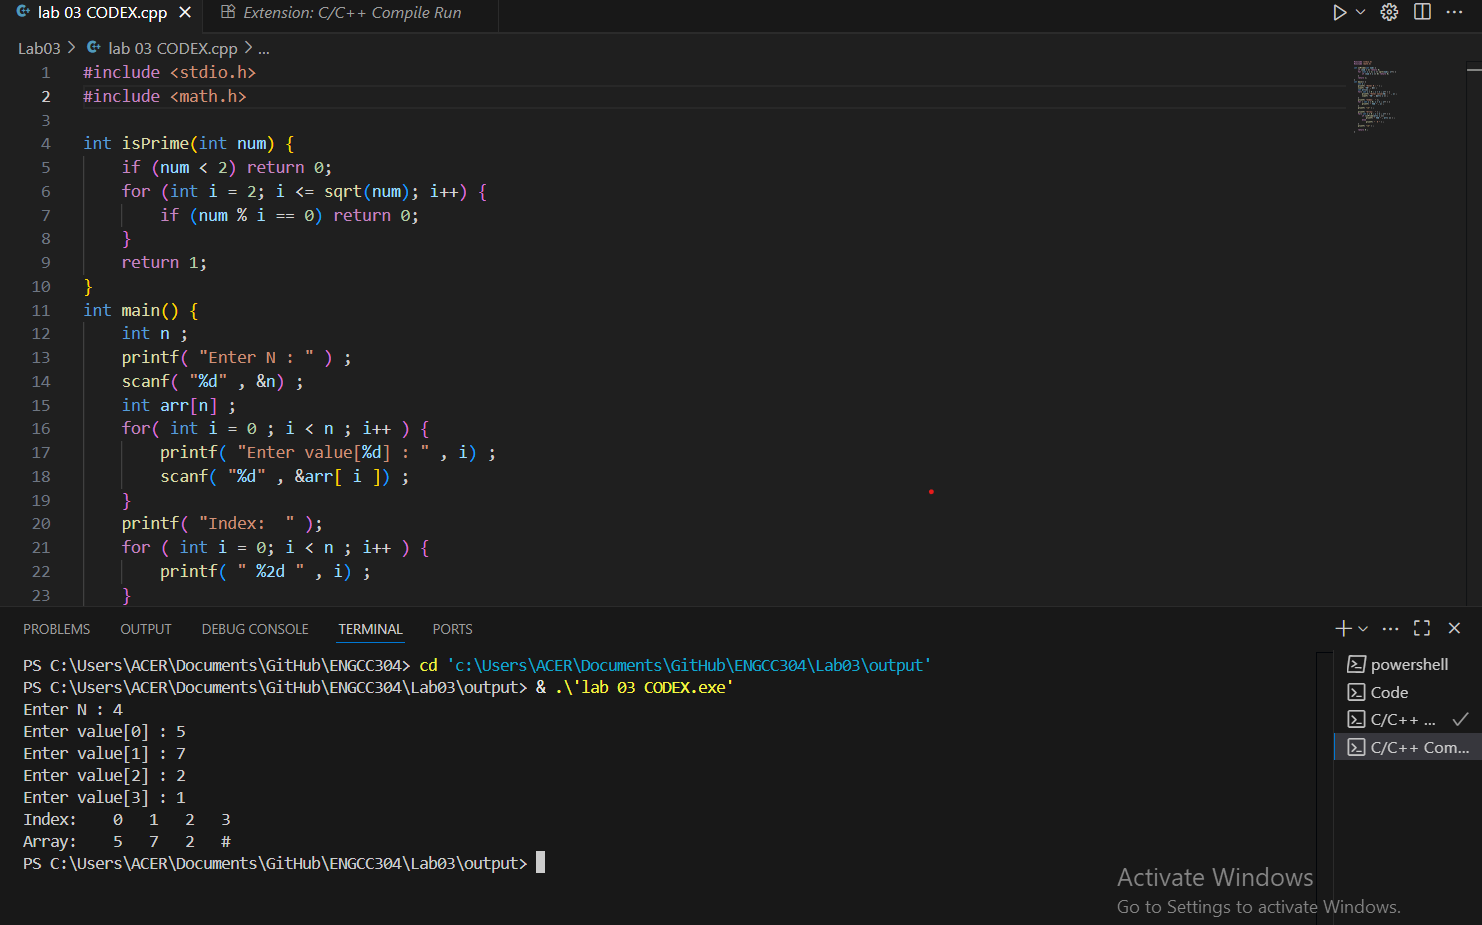 lab 03 CODEX.cpp
Extension: C/C++ Compile Run
Lab03 > lab 03 CODEX.cpp > ...
1 #include <stdio.h>
2 #include <math.h>
3
4 int isPrime(int num) {
5     if (num < 2) return 0;
6     for (int i = 2; i <= sqrt(num); i++) {
7         if (num % i == 0) return 0;
8     }
9     return 1;
10 }
11 int main() {
12     int n ;
13     printf( "Enter N : " ) ;
14     scanf( "%d" , &n) ;
15     int arr[n] ;
16     for( int i = 0 ; i < n ; i++ ) {
17         printf( "Enter value[%d] : " , i) ;
18         scanf( "%d" , &arr[ i ]) ;
19     }
20     printf( "Index:  " );
21     for ( int i = 0; i < n ; i++ ) {
22         printf( " %2d " , i) ;
23     }
PROBLEMS OUTPUT DEBUG CONSOLE TERMINAL PORTS
PS C:\Users\ACER\Documents\GitHub\ENGCC304> cd 'c:\Users\ACER\Documents\GitHub\ENGCC304\Lab03\output'
PS C:\Users\ACER\Documents\GitHub\ENGCC304\Lab03\output> & .\'lab 03 CODEX.exe'
Enter N : 4
Enter value[0] : 5
Enter value[1] : 7
Enter value[2] : 2
Enter value[3] : 1
Index:    0   1   2   3
Array:    5   7   2   #
PS C:\Users\ACER\Documents\GitHub\ENGCC304\Lab03\output>
powershell
Code
C/C++ ...
C/C++ Com...
Activate Windows
Go to Settings to activate Windows.